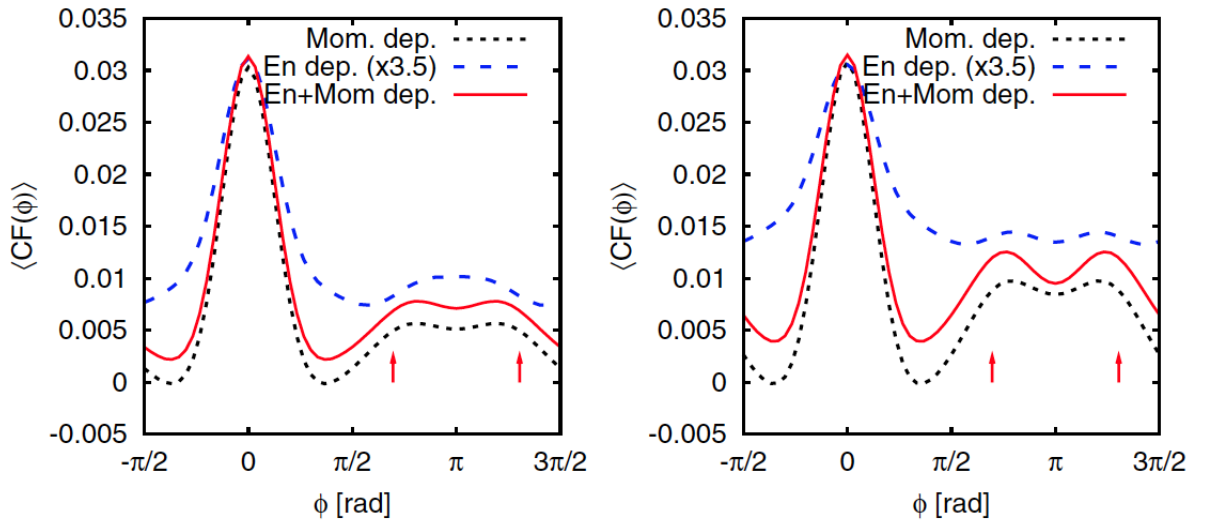 Mom. dep.
En dep. (x3.5)
En+Mom dep.
0.035
0.03
0.025
0.02
0.015
0.01
0.005
0
-0.005
⟨CF(ϕ)⟩
-π/2 0 π/2 π 3π/2
ϕ [rad]
Mom. dep.
En dep. (x3.5)
En+Mom dep.
0.035
0.03
0.025
0.02
0.015
0.01
0.005
0
-0.005
⟨CF(ϕ)⟩
-π/2 0 π/2 π 3π/2
ϕ [rad]